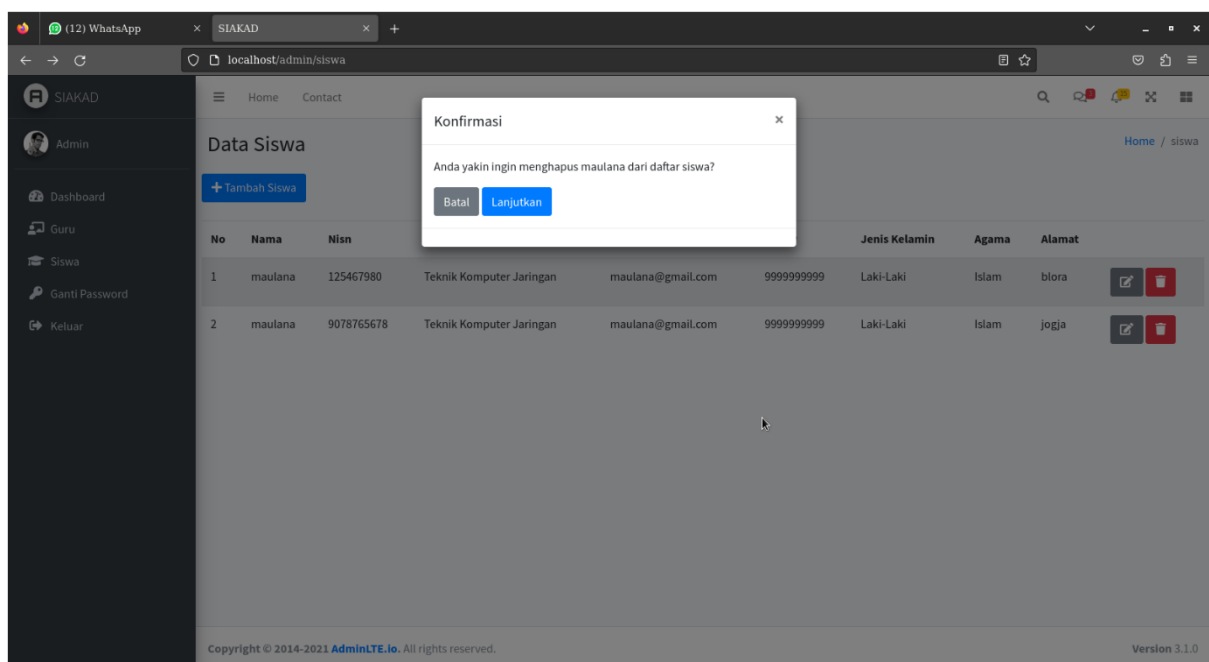 (12) WhatsApp
SIAKAD
localhost/admin/siswa
SIAKAD
Home Contact
Admin
Dashboard
Guru
Siswa
Ganti Password
Keluar
Data Siswa
Home / siswa
Tambah Siswa
Konfirmasi
Anda yakin ingin menghapus maulana dari daftar siswa?
Batal Lanjutkan
No Nama Nisn Jenis Kelamin Agama Alamat
1 maulana 125467980 Teknik Komputer Jaringan maulana@gmail.com 9999999999 Laki-Laki Islam blora
2 maulana 9078765678 Teknik Komputer Jaringan maulana@gmail.com 9999999999 Laki-Laki Islam jogja
Copyright © 2014-2021 AdminLTE.io. All rights reserved.
Version 3.1.0